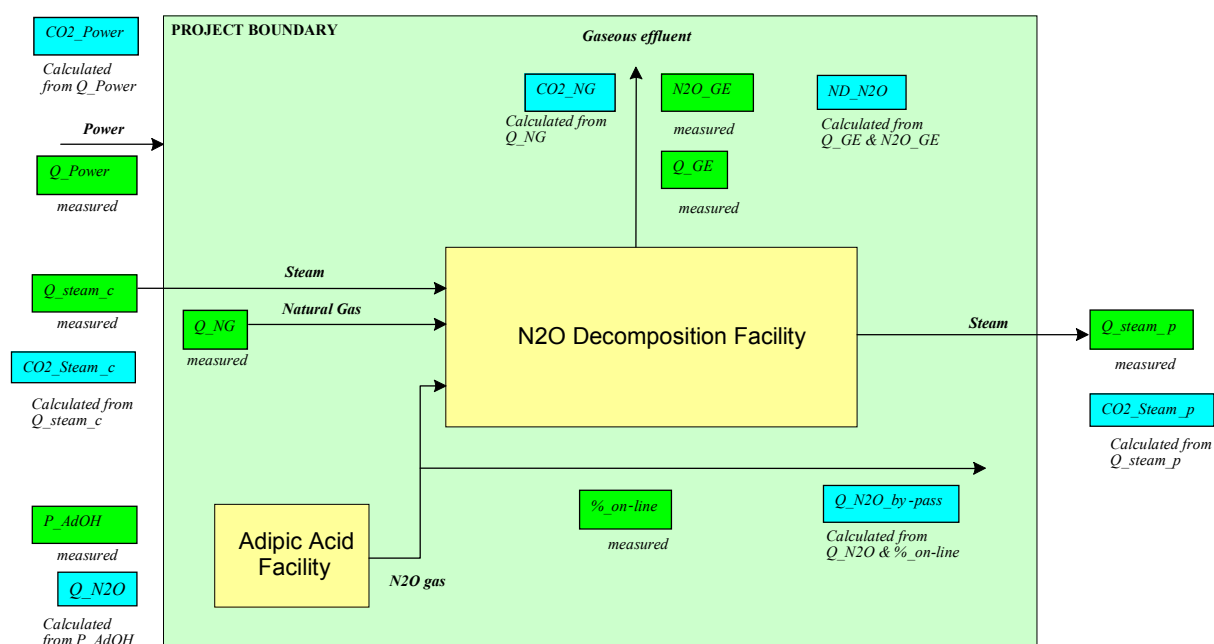 CO2_Power
Calculated
from Q_Power
PROJECT BOUNDARY
Gaseous effluent
CO2_NG
Calculated from
Q_NG
N2O_GE
measured
Q_GE
measured
ND_N2O
Calculated from
Q_GE & N2O_GE
Power
Q_Power
measured
Q_steam_c
measured
Steam
Q_NG
measured
Natural Gas
N2O Decomposition Facility
Steam
Q_steam_p
measured
CO2_Steam_c
Calculated from
Q_steam_c
CO2_Steam_p
Calculated from
Q_steam_p
P_AdOH
measured
Q_N2O
Calculated
from P_AdOH
Adipic Acid
Facility
N2O gas
%_on-line
measured
Q_N2O_by-pass
Calculated from
Q_N2O & %_on-line